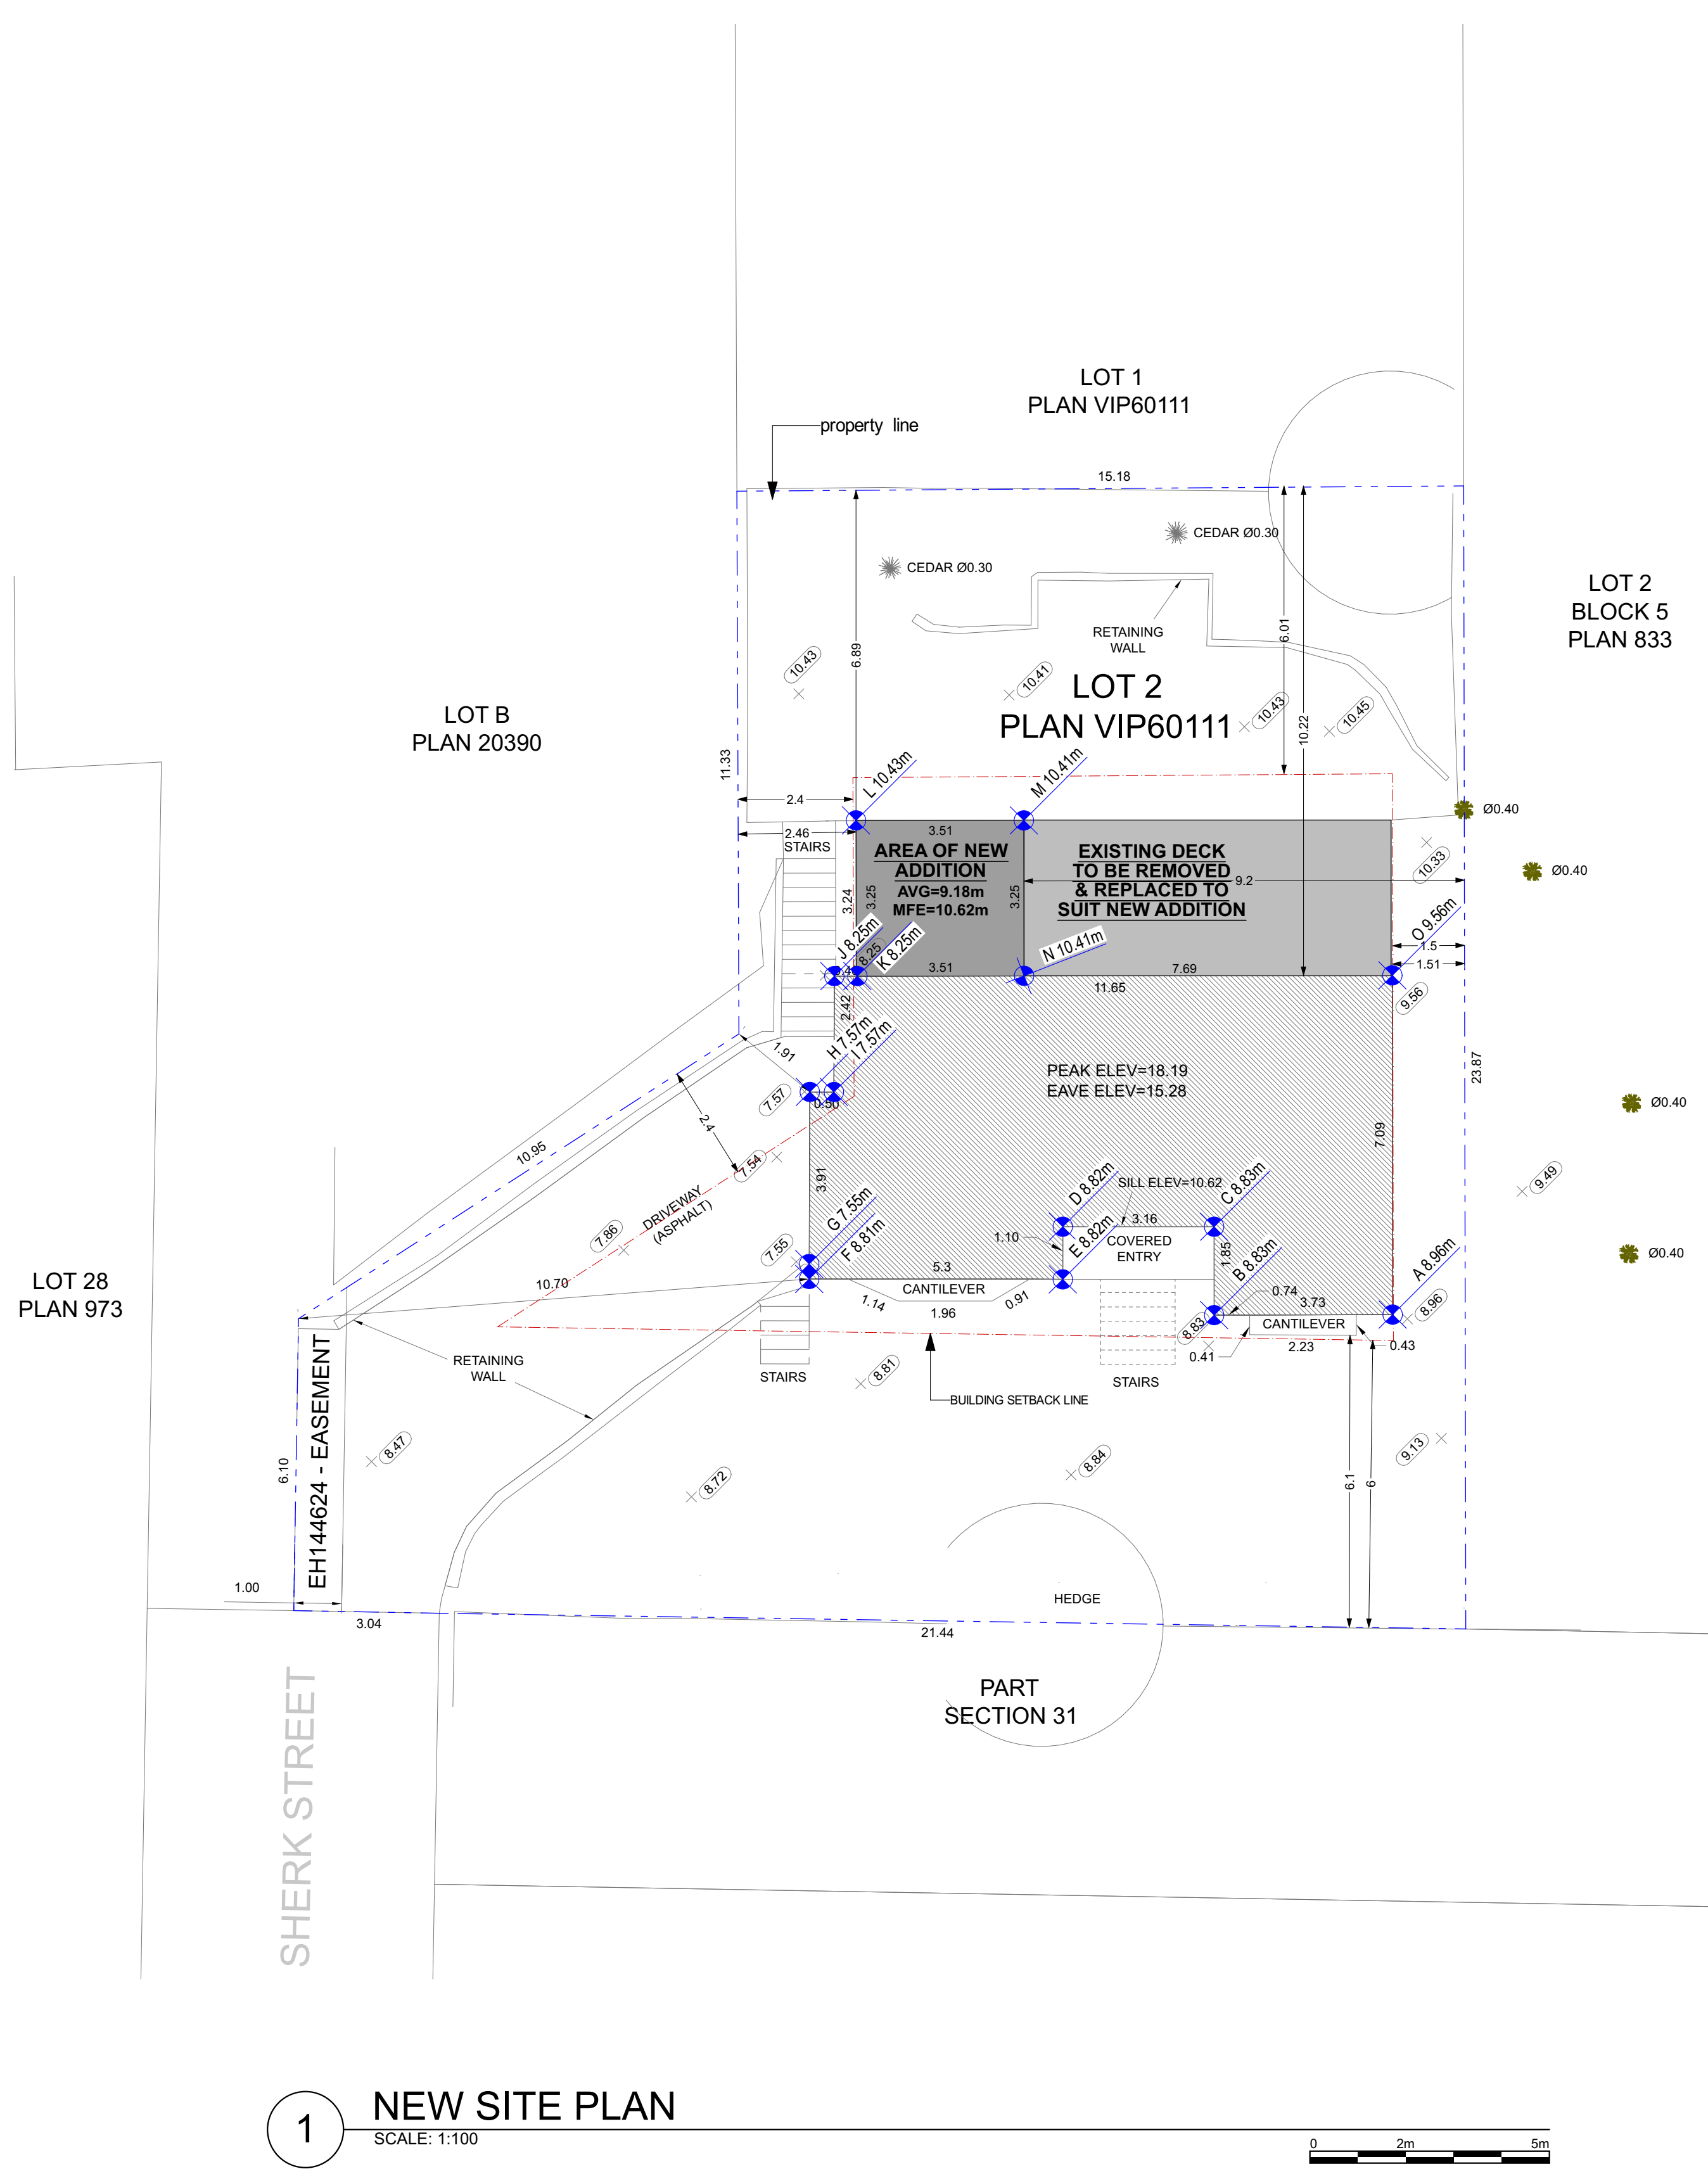 LOT 1
PLAN VIP60111
property line
15.18
CEDAR Ø0.30
CEDAR Ø0.30
LOT 2
BLOCK 5
PLAN 833
RETAINING
WALL
6.01
6.89
10.43
10.41
LOT 2
PLAN VIP60111
10.43
10.45
10.22
LOT B
PLAN 20390
11.33
L 10.43m
M 10.41m
2.4
2.46
STAIRS
Ø0.40
3.51
AREA OF NEW
ADDITION
AVG=9.18m
MFE=10.62m
EXISTING DECK
TO BE REMOVED
& REPLACED TO
SUIT NEW ADDITION
9.2
10.33
Ø0.40
3.24
3.25
3.25
J 8.25m
8.25
K 8.25m
N 10.41m
O 9.56m
1.5
1.51
3.51
7.69
11.65
9.56
2.42
H 7.57m
I 7.57m
1.91
PEAK ELEV=18.19
EAVE ELEV=15.28
23.87
7.57
0.50
Ø0.40
2.4
10.95
7.54
3.91
7.09
9.49
D 8.82m
SILL ELEV=10.62
C 8.83m
3.16
DRIVEWAY
(ASPHALT)
7.86
G 7.55m
F 8.81m
7.55
1.10
E 8.82m
COVERED
ENTRY
1.85
B 8.83m
A 8.96m
Ø0.40
LOT 28
PLAN 973
10.70
5.3
CANTILEVER
1.14
1.96
0.91
0.74
3.73
8.96
CANTILEVER
8.83
0.41
2.23
0.43
RETAINING
WALL
STAIRS
8.81
STAIRS
BUILDING SETBACK LINE
EH144624 - EASEMENT
6.10
8.47
8.72
8.84
9.13
6.1
6
1.00
3.04
HEDGE
21.44
PART
SECTION 31
SHERK STREET
1
NEW SITE PLAN
SCALE: 1:100
0 2m 5m